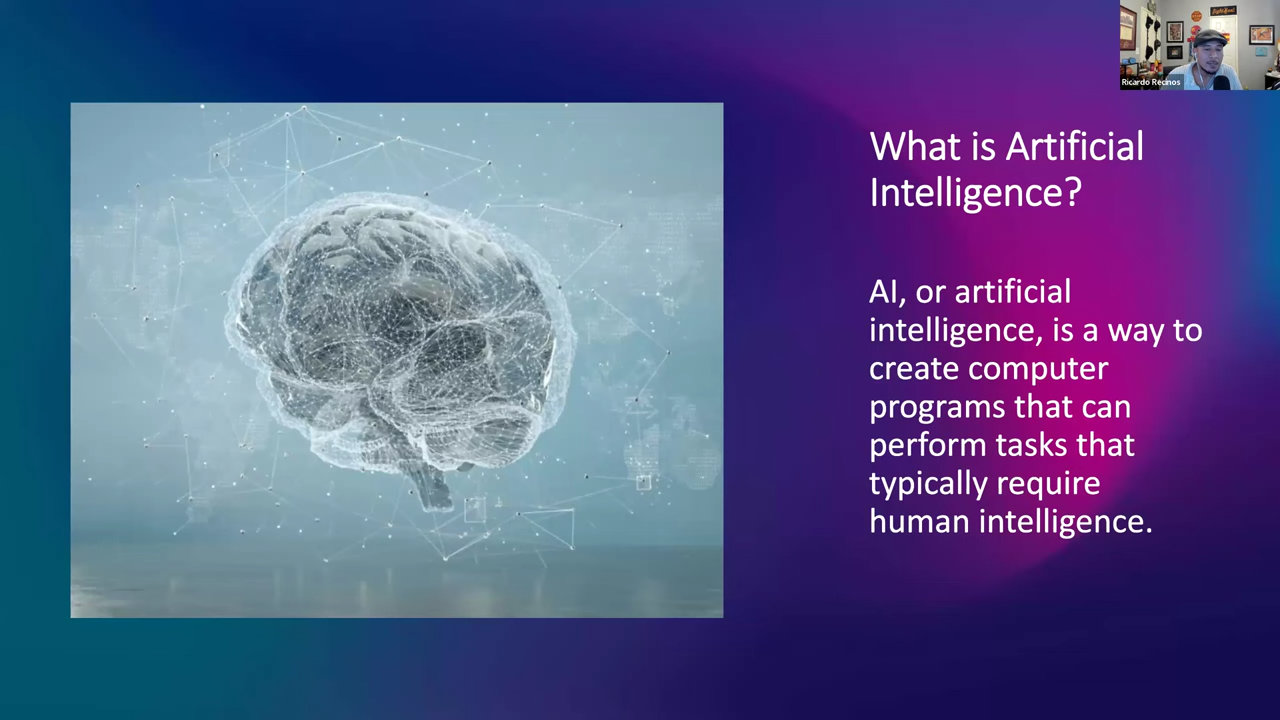 Ricardo Recinos
What is Artificial
Intelligence?
AI, or artificial
intelligence, is a way to
create computer
programs that can
perform tasks that
typically require
human intelligence.